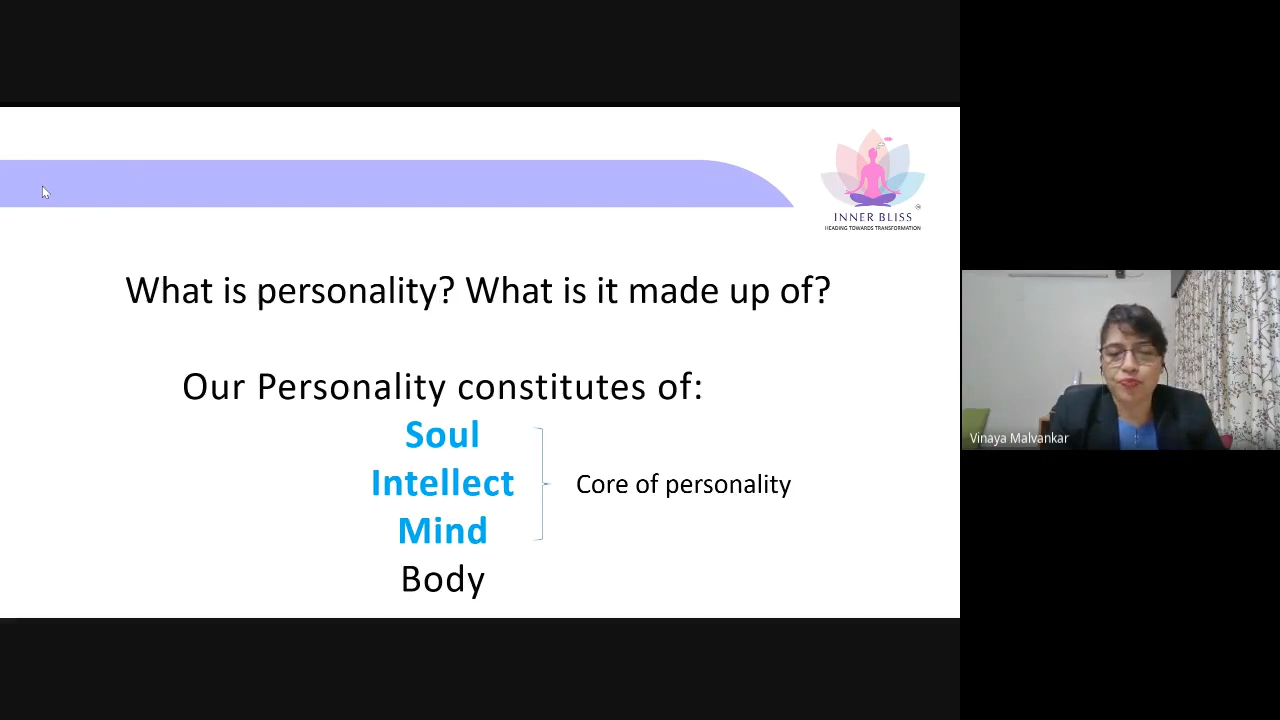 INNER BLISS
HEADING TOWARDS TRANSFORMATION
What is personality? What is it made up of?
Our Personality constitutes of:
Soul
Intellect
Core of personality
Mind
Body
Vinaya Malvankar